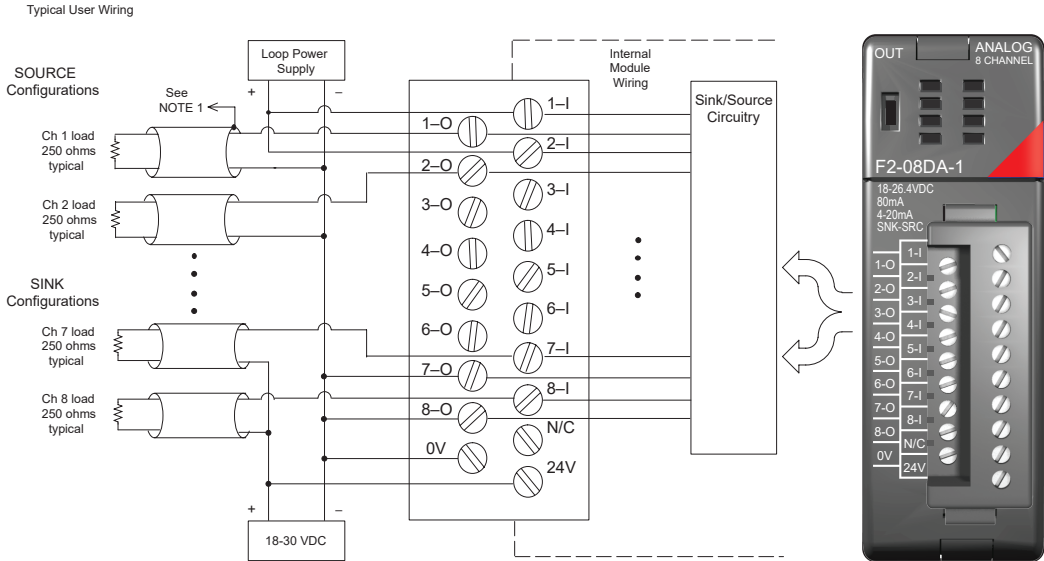 Typical User Wiring
Loop Power
Supply
+
–
Internal
Module
Wiring
SOURCE
Configurations
See
NOTE 1
Ch 1 load
250 ohms
typical
Ch 2 load
250 ohms
typical
SINK
Configurations
Ch 7 load
250 ohms
typical
Ch 8 load
250 ohms
typical
1–I
1–O
2–I
2–O
3–I
3–O
4–I
4–O
5–I
5–O
6–I
6–O
7–I
7–O
8–I
8–O
N/C
0V
24V
+
–
18-30 VDC
Sink/Source
Circuitry
OUT
ANALOG
8 CHANNEL
F2-08DA-1
18-26.4VDC
80mA
4-20mA
SNK-SRC
1-I
1-O
2-I
2-O
3-I
3-O
4-I
4-O
5-I
5-O
6-I
6-O
7-I
7-O
8-I
8-O
N/C
0V
24V